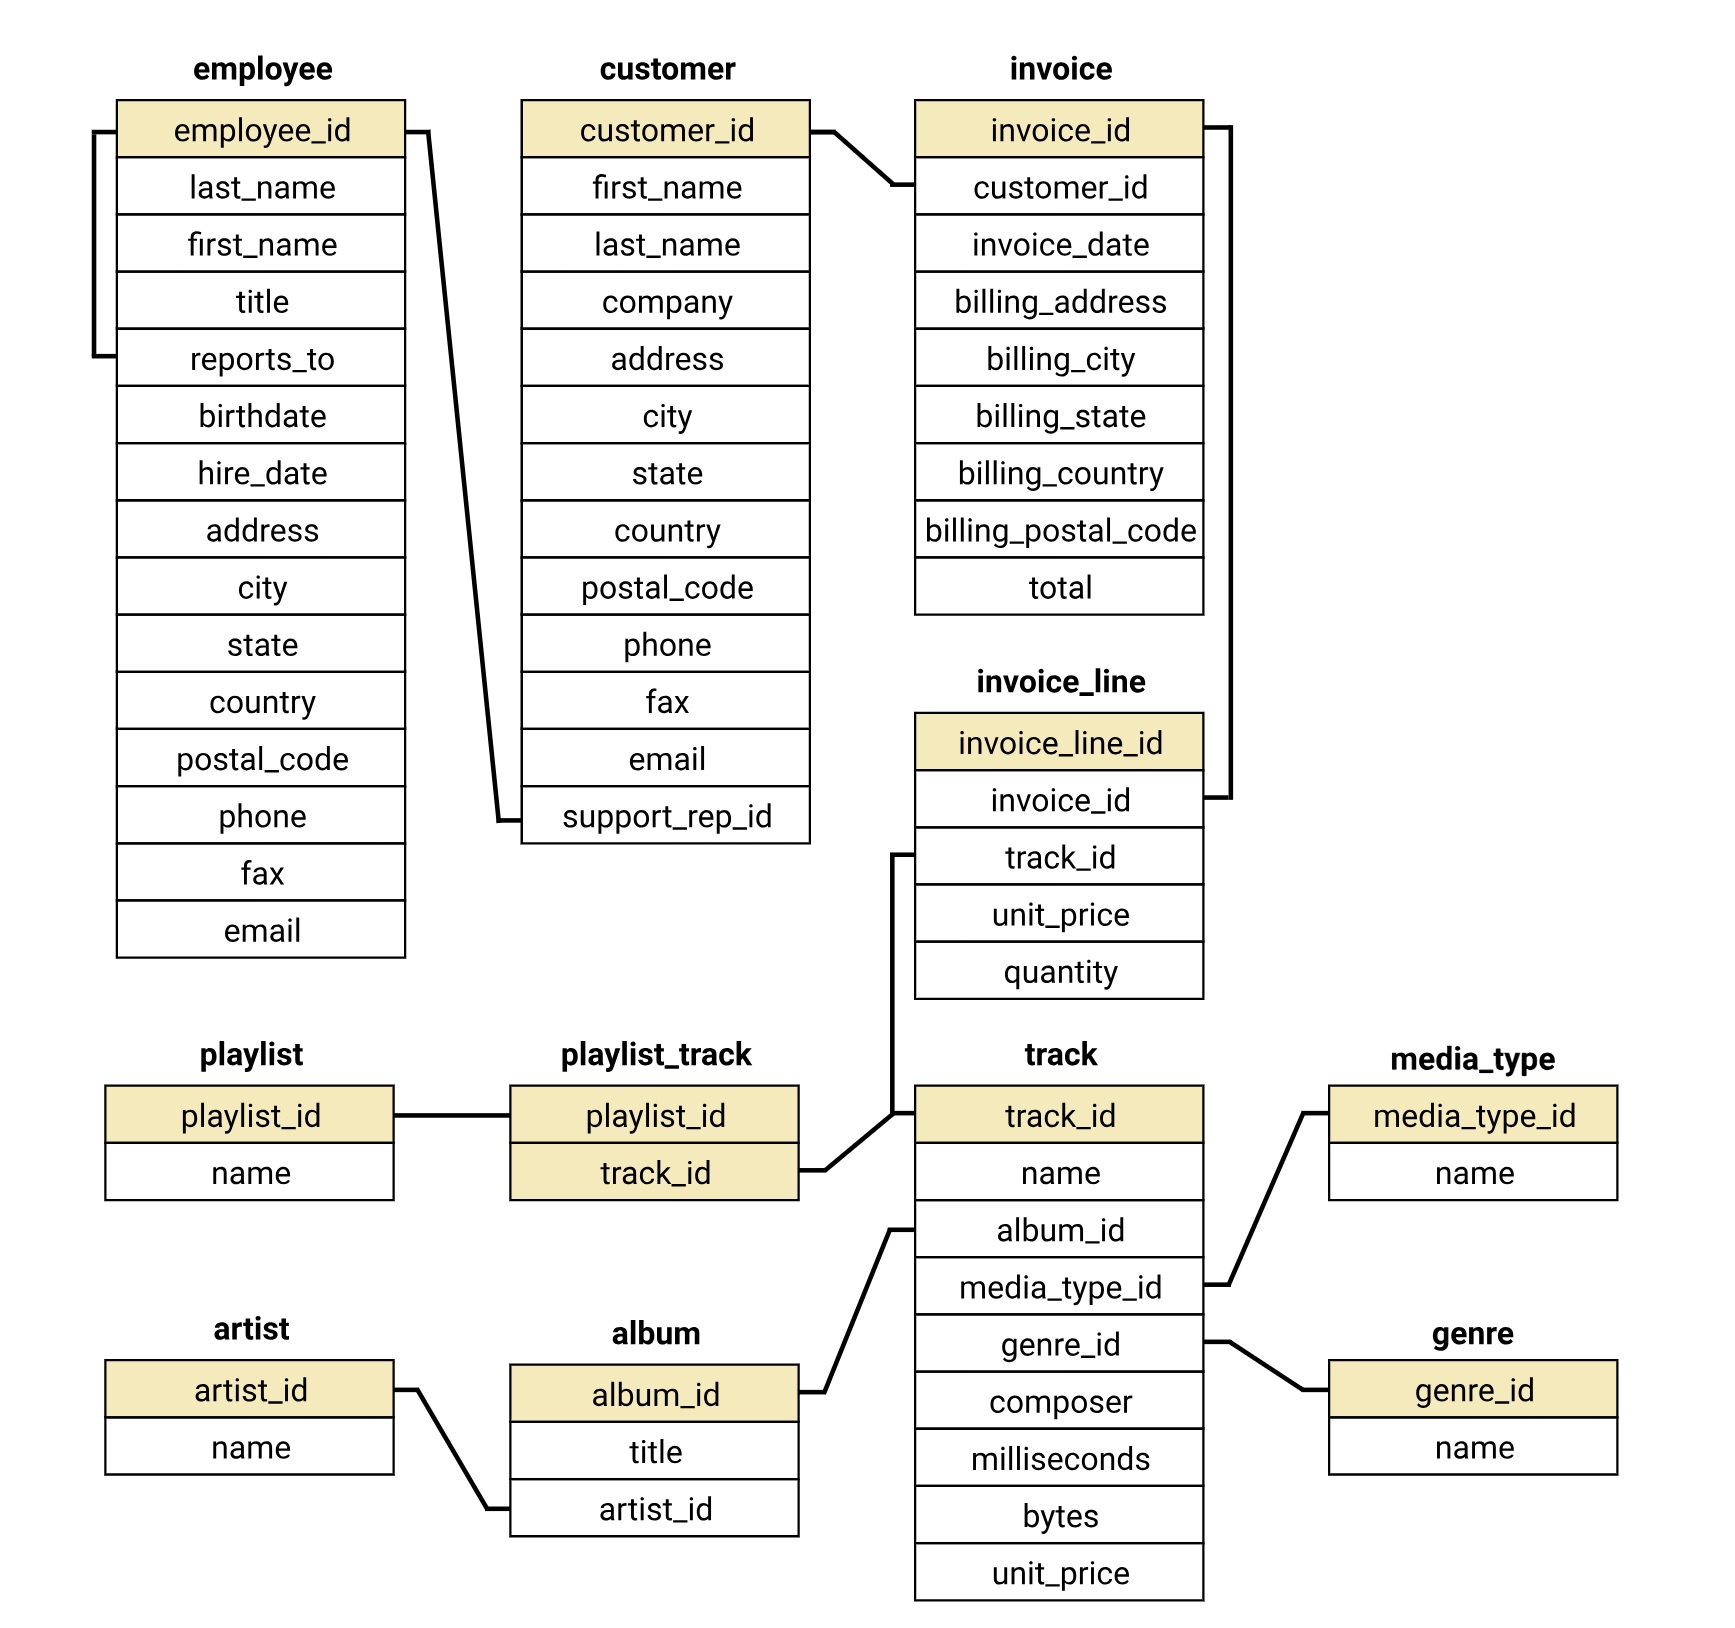 employee
employee_id
last_name
first_name
title
reports_to
birthdate
hire_date
address
city
state
country
postal_code
phone
fax
email
customer
customer_id
first_name
last_name
company
address
city
state
country
postal_code
phone
fax
email
support_rep_id
invoice
invoice_id
customer_id
invoice_date
billing_address
billing_city
billing_state
billing_country
billing_postal_code
total
invoice_line
invoice_line_id
invoice_id
track_id
unit_price
quantity
playlist
playlist_id
name
playlist_track
playlist_id
track_id
track
track_id
name
album_id
media_type_id
genre_id
composer
milliseconds
bytes
unit_price
media_type
media_type_id
name
artist
artist_id
name
album
album_id
title
artist_id
genre
genre_id
name